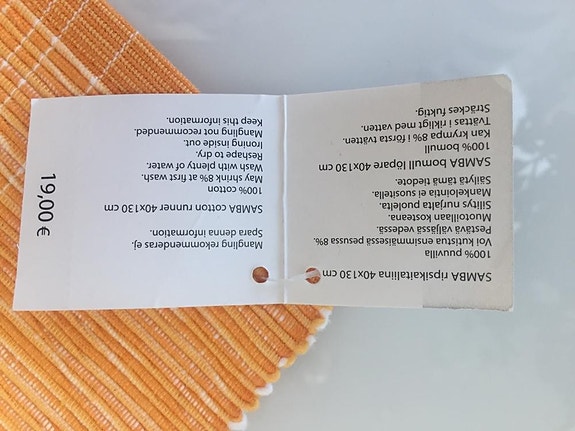 SAMBA ripsikaitaliina 40x130 cm
100% puuvilla
Voi kutistua ensimmäisessä pesussa 8%
Pestävä väljässä vedessä.
Muotoillaan kosteana.
Silitys nurjalta puolelta.
Mankelointia ei suositella.
Säilytä tämä tiedote.
SAMBA bomull löpare 40x130 cm
100% bomull
Kan krympa 8% i första tvätten.
Tvättas i rikligt med vatten.
Sträckes fuktig.
Mangling rekommenderas ej.
Spara denna information.
SAMBA cotton runner 40x130 cm
100% cotton
May shrink 8% at first wash.
Wash with plenty of water.
Reshape to dry.
Ironing inside out.
Mangling not recommended.
Keep this information.
19,00 €